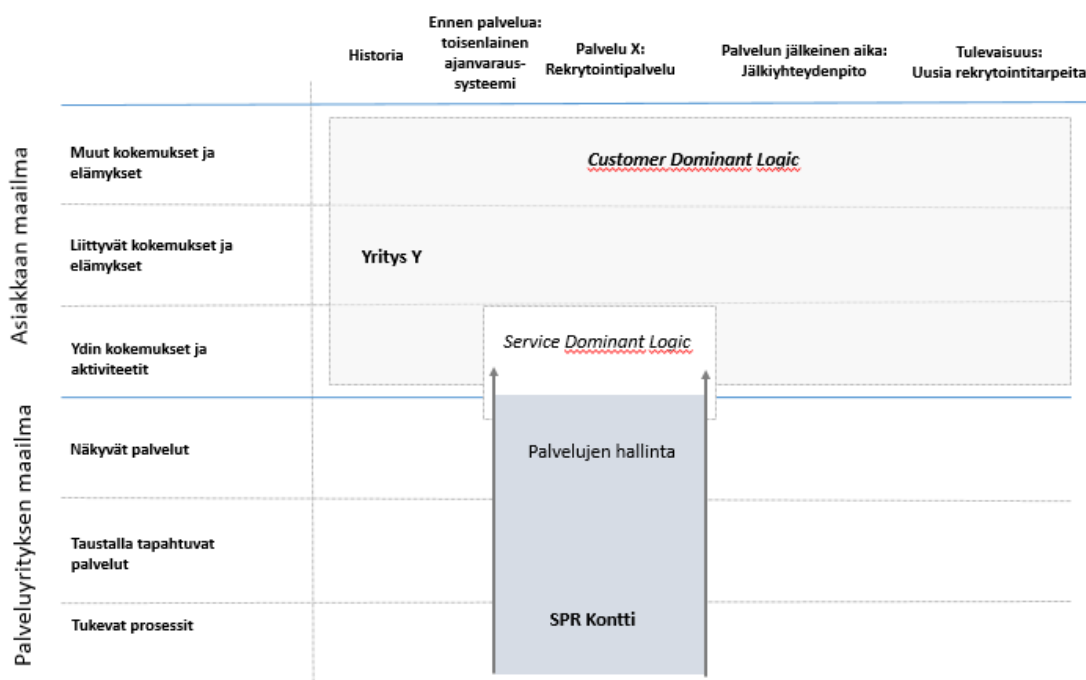 Historia
Ennen palvelua:
toisenlainen
ajanvaraus-
systeemi
Palvelu X:
Rekrytointipalvelu
Palvelun jälkeinen aika:
Jälkiyhteydenpito
Tulevaisuus:
Uusia rekrytointitarpeita
Asiakkaan maailma
Muut kokemukset ja
elämykset
Customer Dominant Logic
Liittyvät kokemukset ja
elämykset
Yritys Y
Ydin kokemukset ja
aktiviteetit
Service Dominant Logic
Palveluyrityksen maailma
Näkyvät palvelut
Palvelujen hallinta
Taustalla tapahtuvat
palvelut
Tukevat prosessit
SPR Kontti